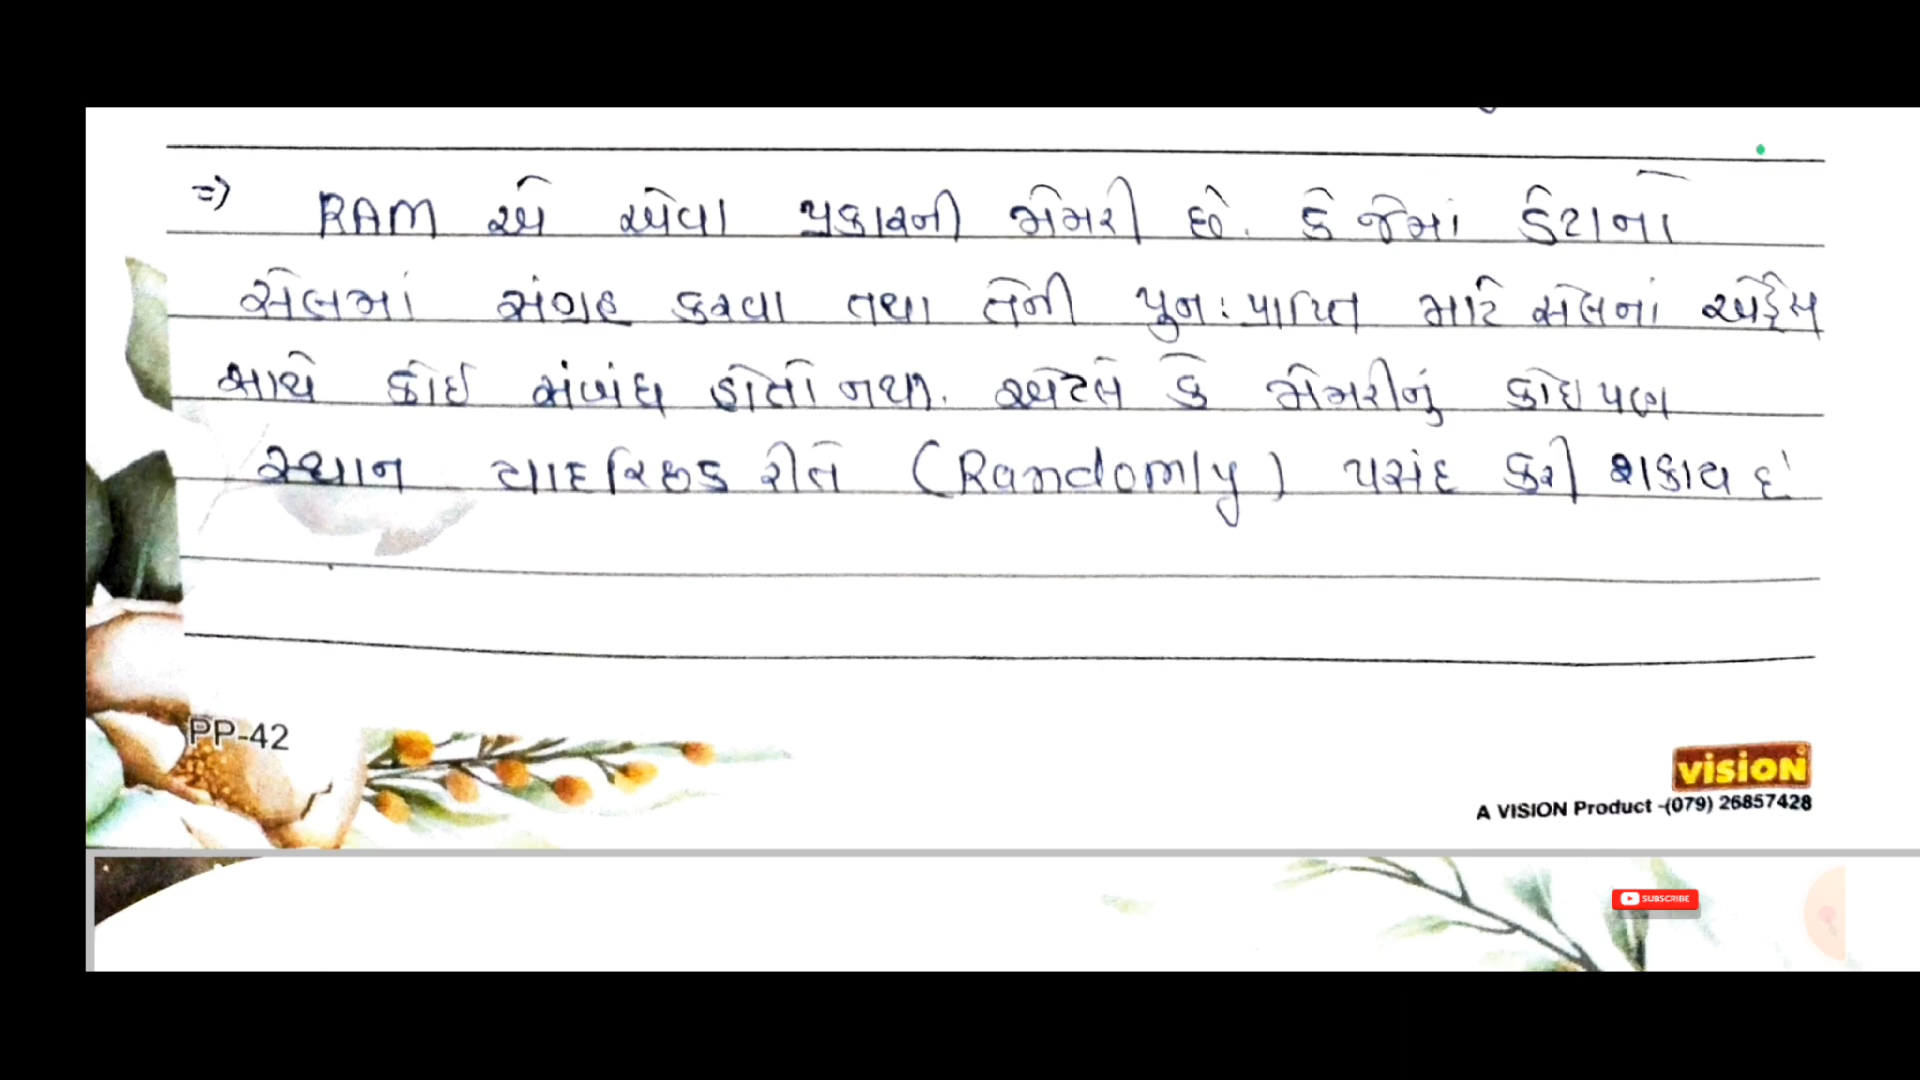 => RAM એ એવા પ્રકારની મેમરી છે. કે જેમાં ડેટાનો
સેલમાં સંગ્રહ કરવા તથા તેની પુન: પ્રાપ્તિ માટે સેલનાં એડ્રેસ
સાથે કોઈ સંબંધ હોતો નથી. એટલે કે મેમરીનું કોઇપણ
સ્થાન યાદચ્છિક રીતે (Randomly) પસંદ કરી શકાય છે
PP-42
VISION
A VISION Product -(079) 26857428
SUBSCRIBE